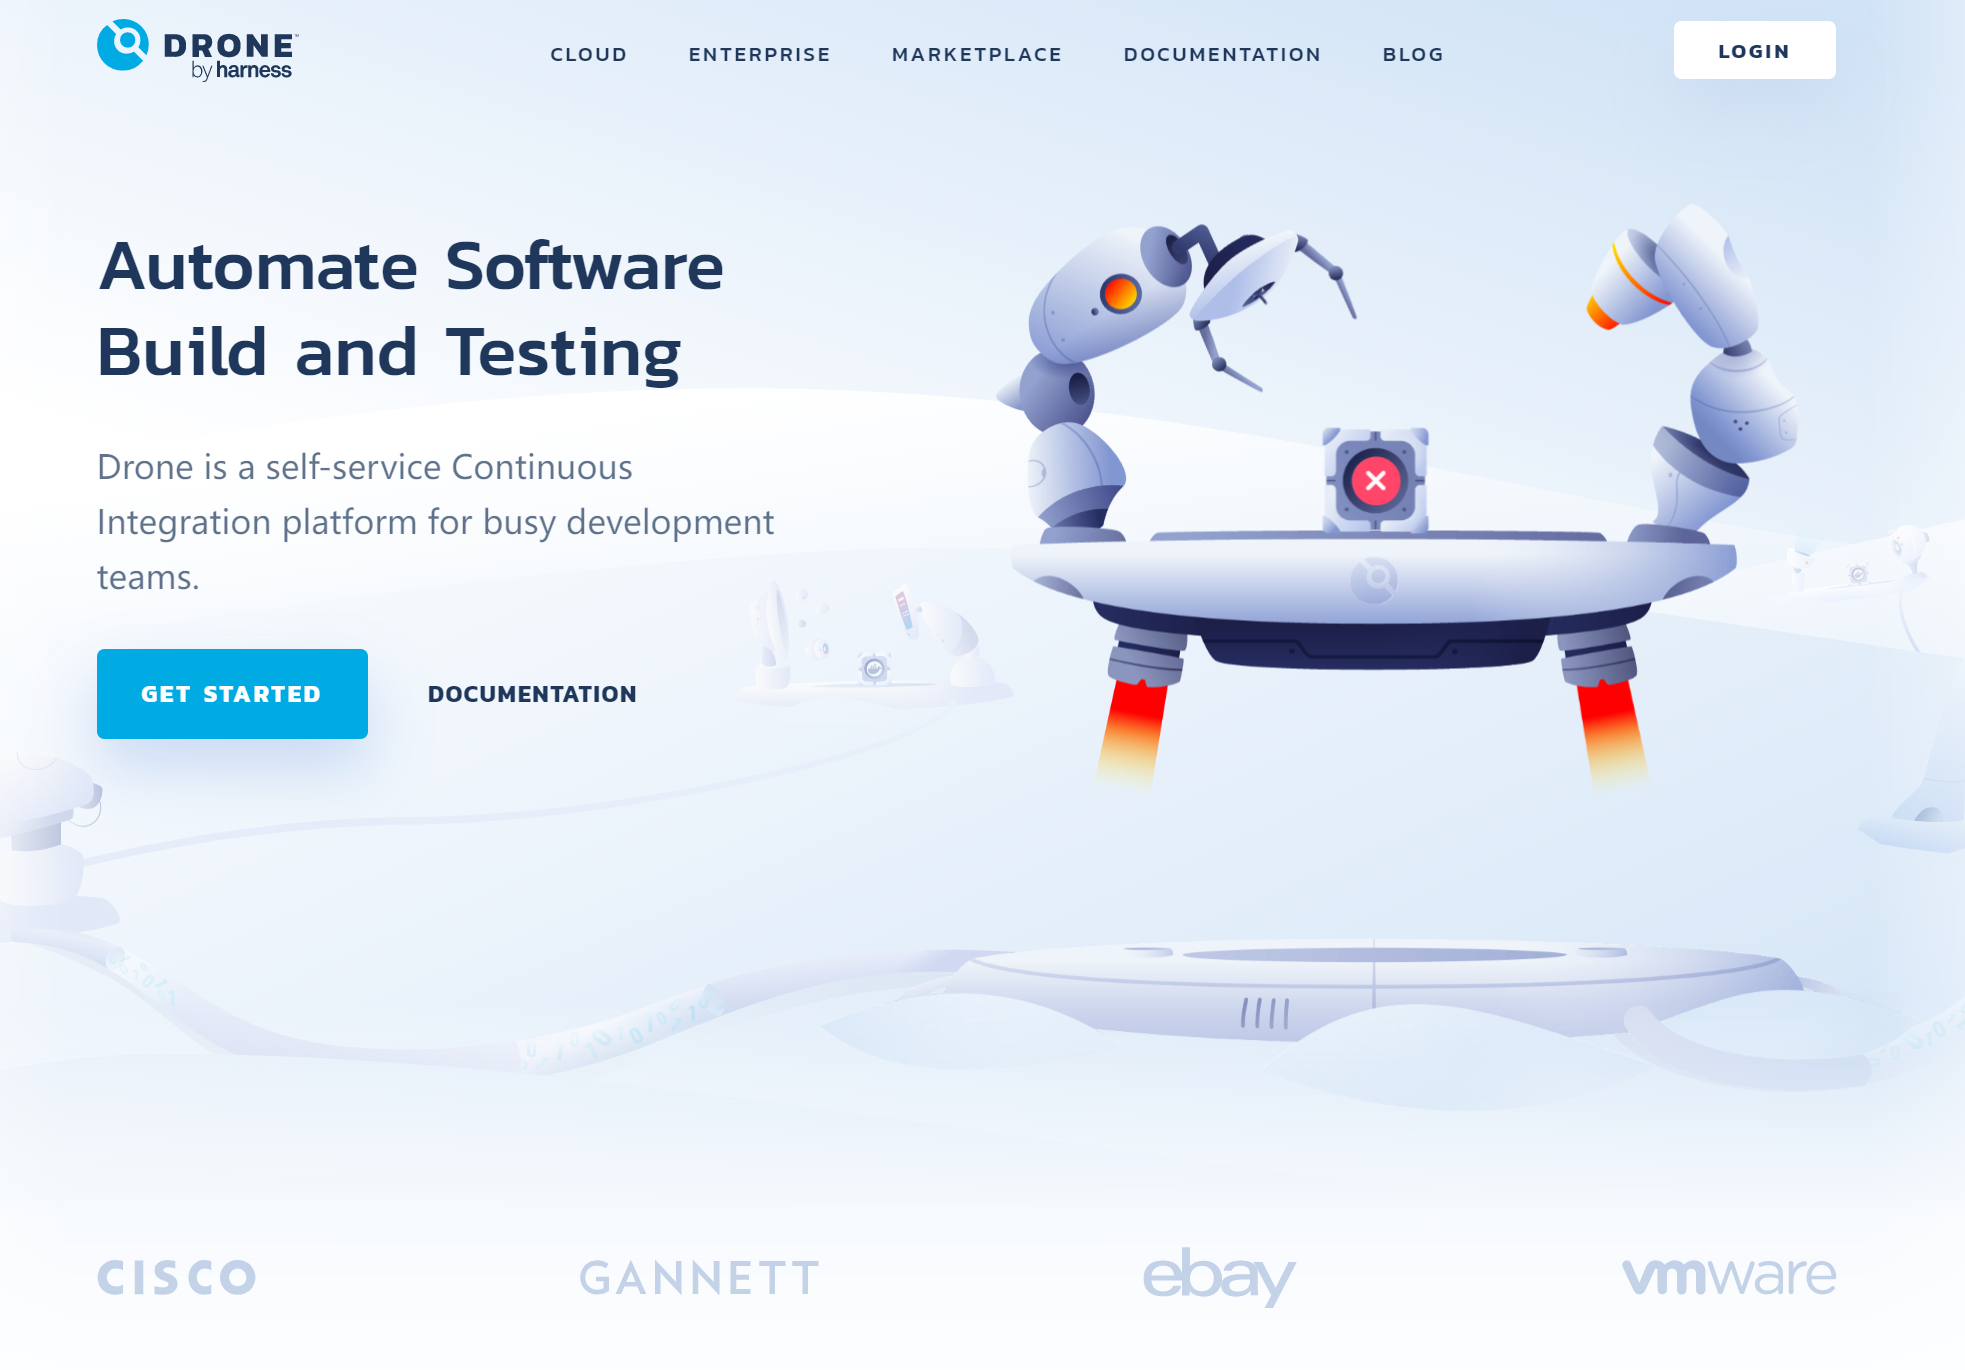 DRONE™
by harness
CLOUD ENTERPRISE MARKETPLACE DOCUMENTATION BLOG
LOGIN
Automate Software
Build and Testing
Drone is a self-service Continuous
Integration platform for busy development
teams.
GET STARTED
DOCUMENTATION
CISCO
GANNETT
ebay
vmware